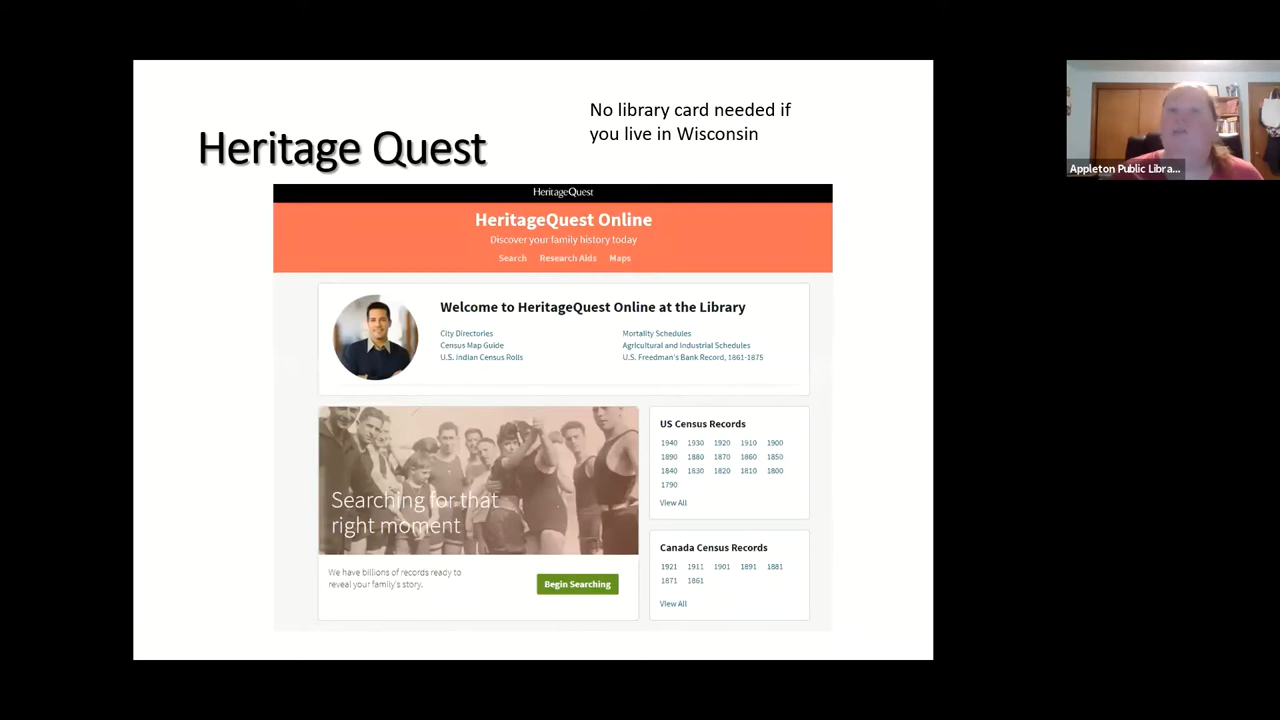 No library card needed if
you live in Wisconsin
Heritage Quest
HeritageQuest
HeritageQuest Online
Discover your family history today
Search Research Aids Maps
Welcome to HeritageQuest Online at the Library
City Directories
Census Map Guide
U.S. Indian Census Rolls
Mortality Schedules
Agricultural and Industrial Schedules
U.S. Freedman's Bank Record, 1861-1875
Searching for that
right moment
We have billions of records ready to
reveal your family's story.
Begin Searching
US Census Records
1940 1930 1920 1910 1900
1890 1880 1870 1860 1850
1840 1830 1820 1810 1800
1790
View All
Canada Census Records
1921 1911 1901 1891 1881
1871 1861
View All
Appleton Public Libra...